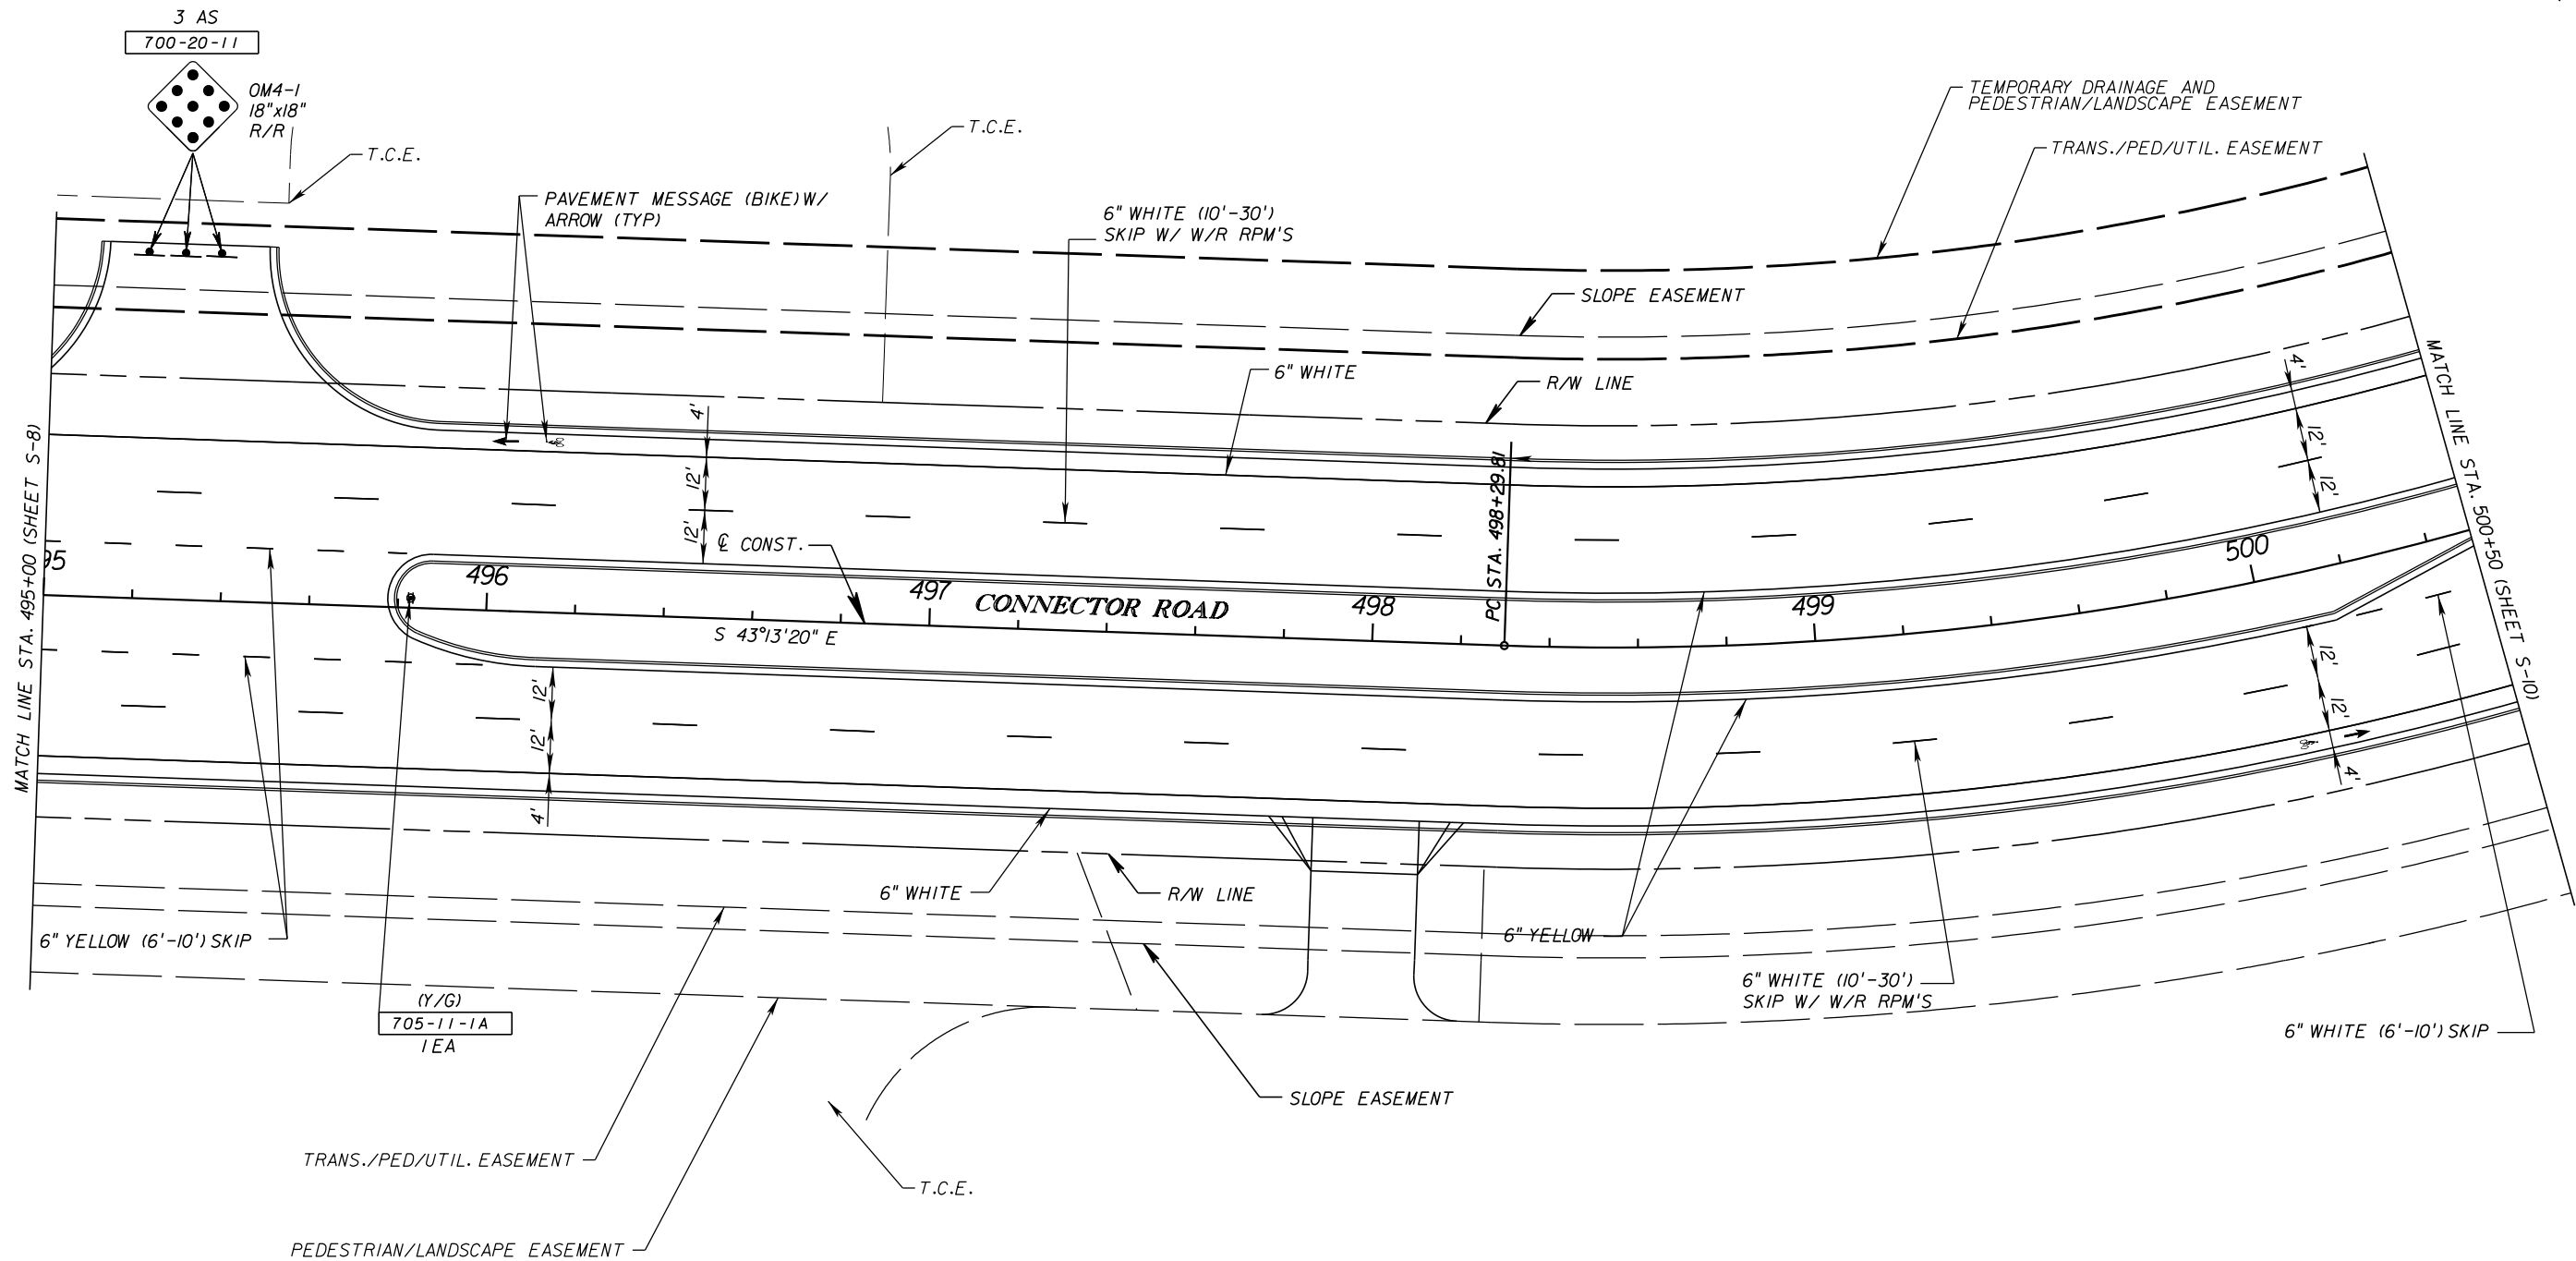 3 AS
700-20-11
OM4-1
18"x18"
R/R
T.C.E.
T.C.E.
TEMPORARY DRAINAGE AND
PEDESTRIAN/LANDSCAPE EASEMENT
TRANS./PED/UTIL. EASEMENT
PAVEMENT MESSAGE (BIKE) W/
ARROW (TYP)
6" WHITE (10'-30')
SKIP W/ W/R RPM'S
SLOPE EASEMENT
6" WHITE
R/W LINE
4'
12'
12'
4'
12'
12'
MATCH LINE STA. 495+00 (SHEET S-8)
MATCH LINE STA. 500+50 (SHEET S-10)
PC STA. 498+29.81
℄ CONST.
95
496
497
CONNECTOR ROAD
498
499
500
S 43°13'20" E
12'
12'
4'
12'
12'
4'
6" WHITE
R/W LINE
6" YELLOW (6'-10') SKIP
6" YELLOW
6" WHITE (10'-30')
SKIP W/ W/R RPM'S
6" WHITE (6'-10') SKIP
(Y/G)
705-11-1A
1 EA
SLOPE EASEMENT
TRANS./PED/UTIL. EASEMENT
T.C.E.
PEDESTRIAN/LANDSCAPE EASEMENT